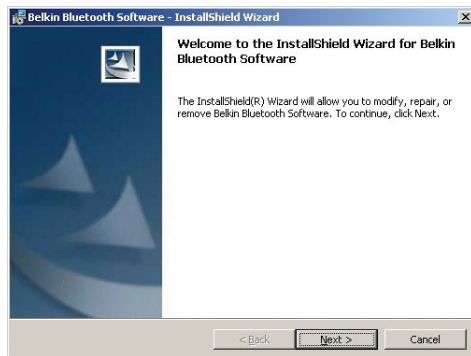 Belkin Bluetooth Software - InstallShield Wizard
Welcome to the InstallShield Wizard for Belkin
Bluetooth Software
The InstallShield(R) Wizard will allow you to modify, repair, or
remove Belkin Bluetooth Software. To continue, click Next.
< Back
Next >
Cancel